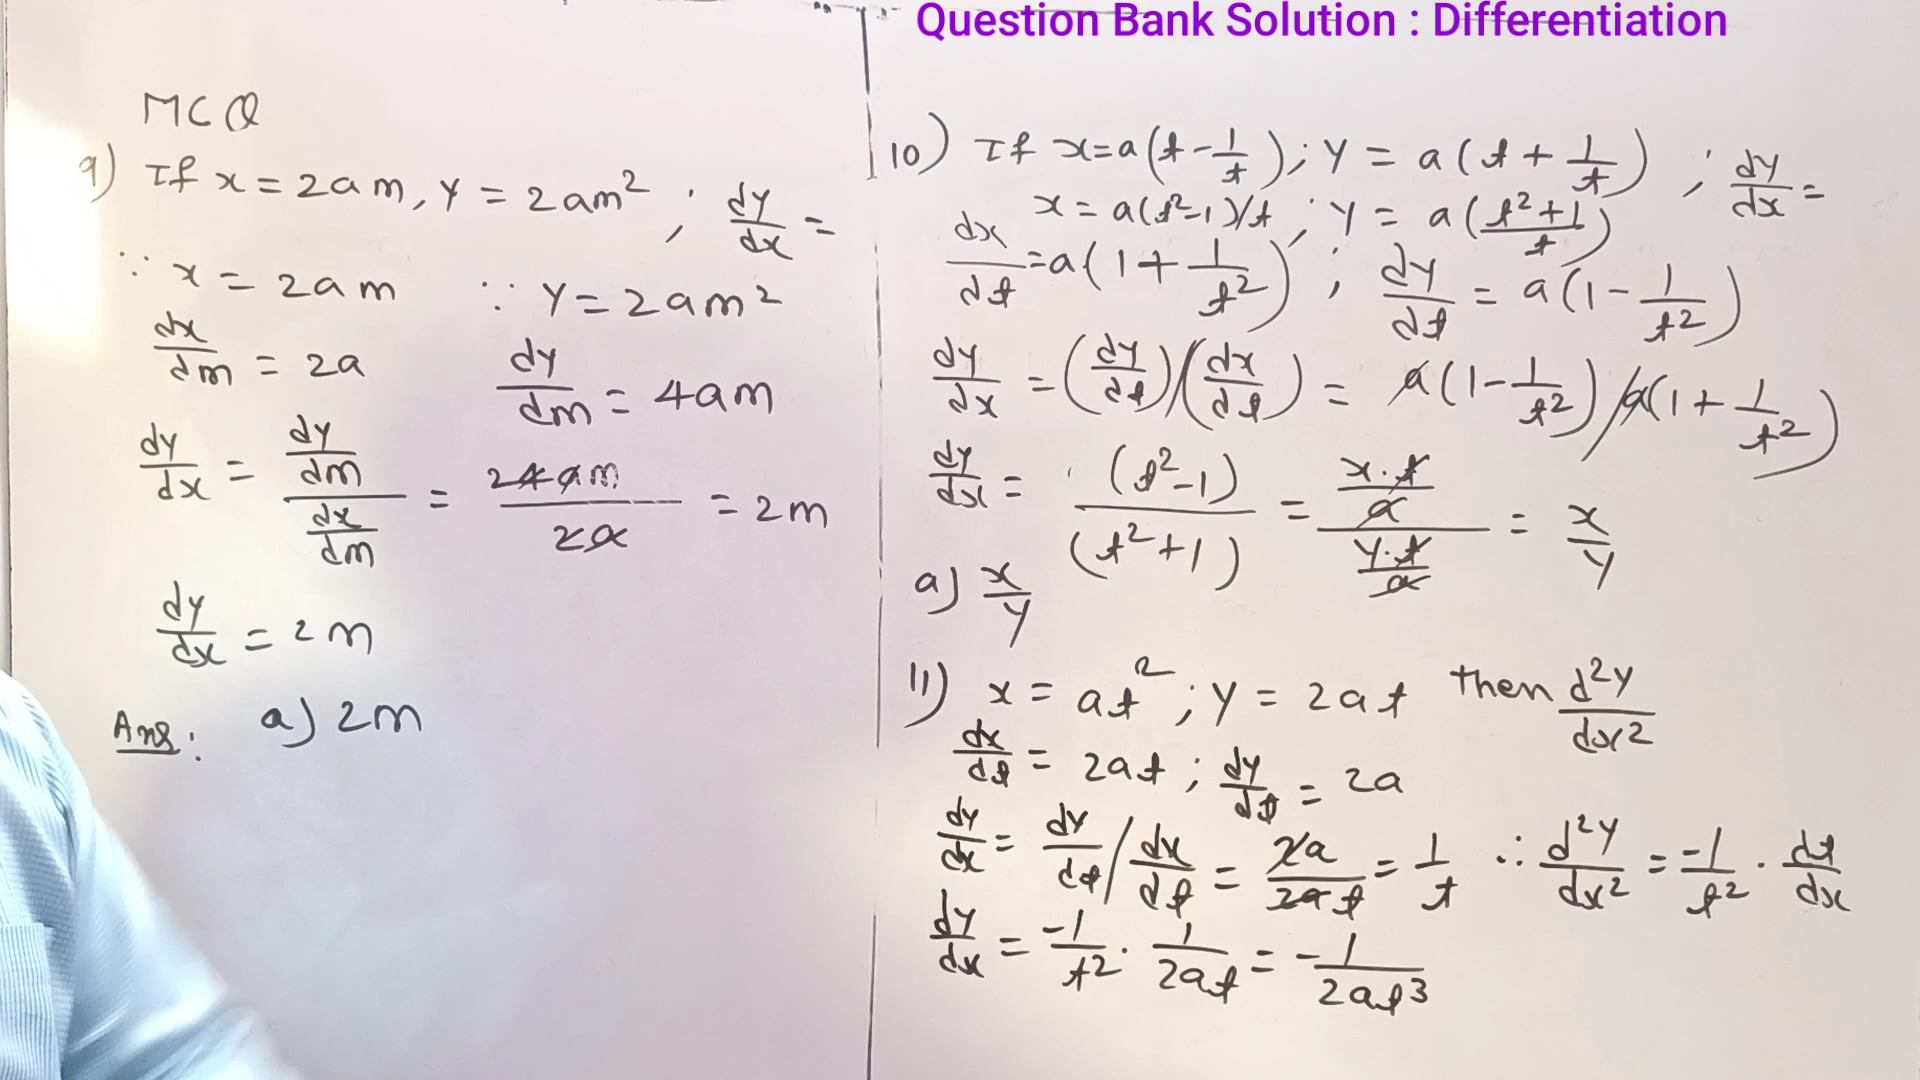 Question Bank Solution : Differentiation
MCQ
9) If x = 2am, y = 2am² ; dy/dx =
∵ x = 2am ∵ y = 2am²
dx/dm = 2a dy/dm = 4am
dy/dx = (dy/dm)/(dx/dm) = 2 4am/2a = 2m
dy/dx = 2m
Ans: a) 2m
10) If x = a(t - 1/t) ; y = a(t + 1/t) ; dy/dx =
x = a(t²-1)/t ; y = a(t²+1/t)
dx/dt = a(1 + 1/t²) ; dy/dt = a(1 - 1/t²)
dy/dx = (dy/dt)/(dx/dt) = a(1 - 1/t²)/a(1 + 1/t²)
dy/dx = (t²-1)/(t²+1) = (x·t/a)/(y·t/a) = x/y
a) x/y
11) x = at² ; y = 2at then d²y/dx²
dx/dt = 2at ; dy/dt = 2a
dy/dx = dy/dt / dx/dt = 2a/2at = 1/t ∴ d²y/dx² = -1/t² · dt/dx
dy/dx = -1/t² · 1/2at = -1/2at³